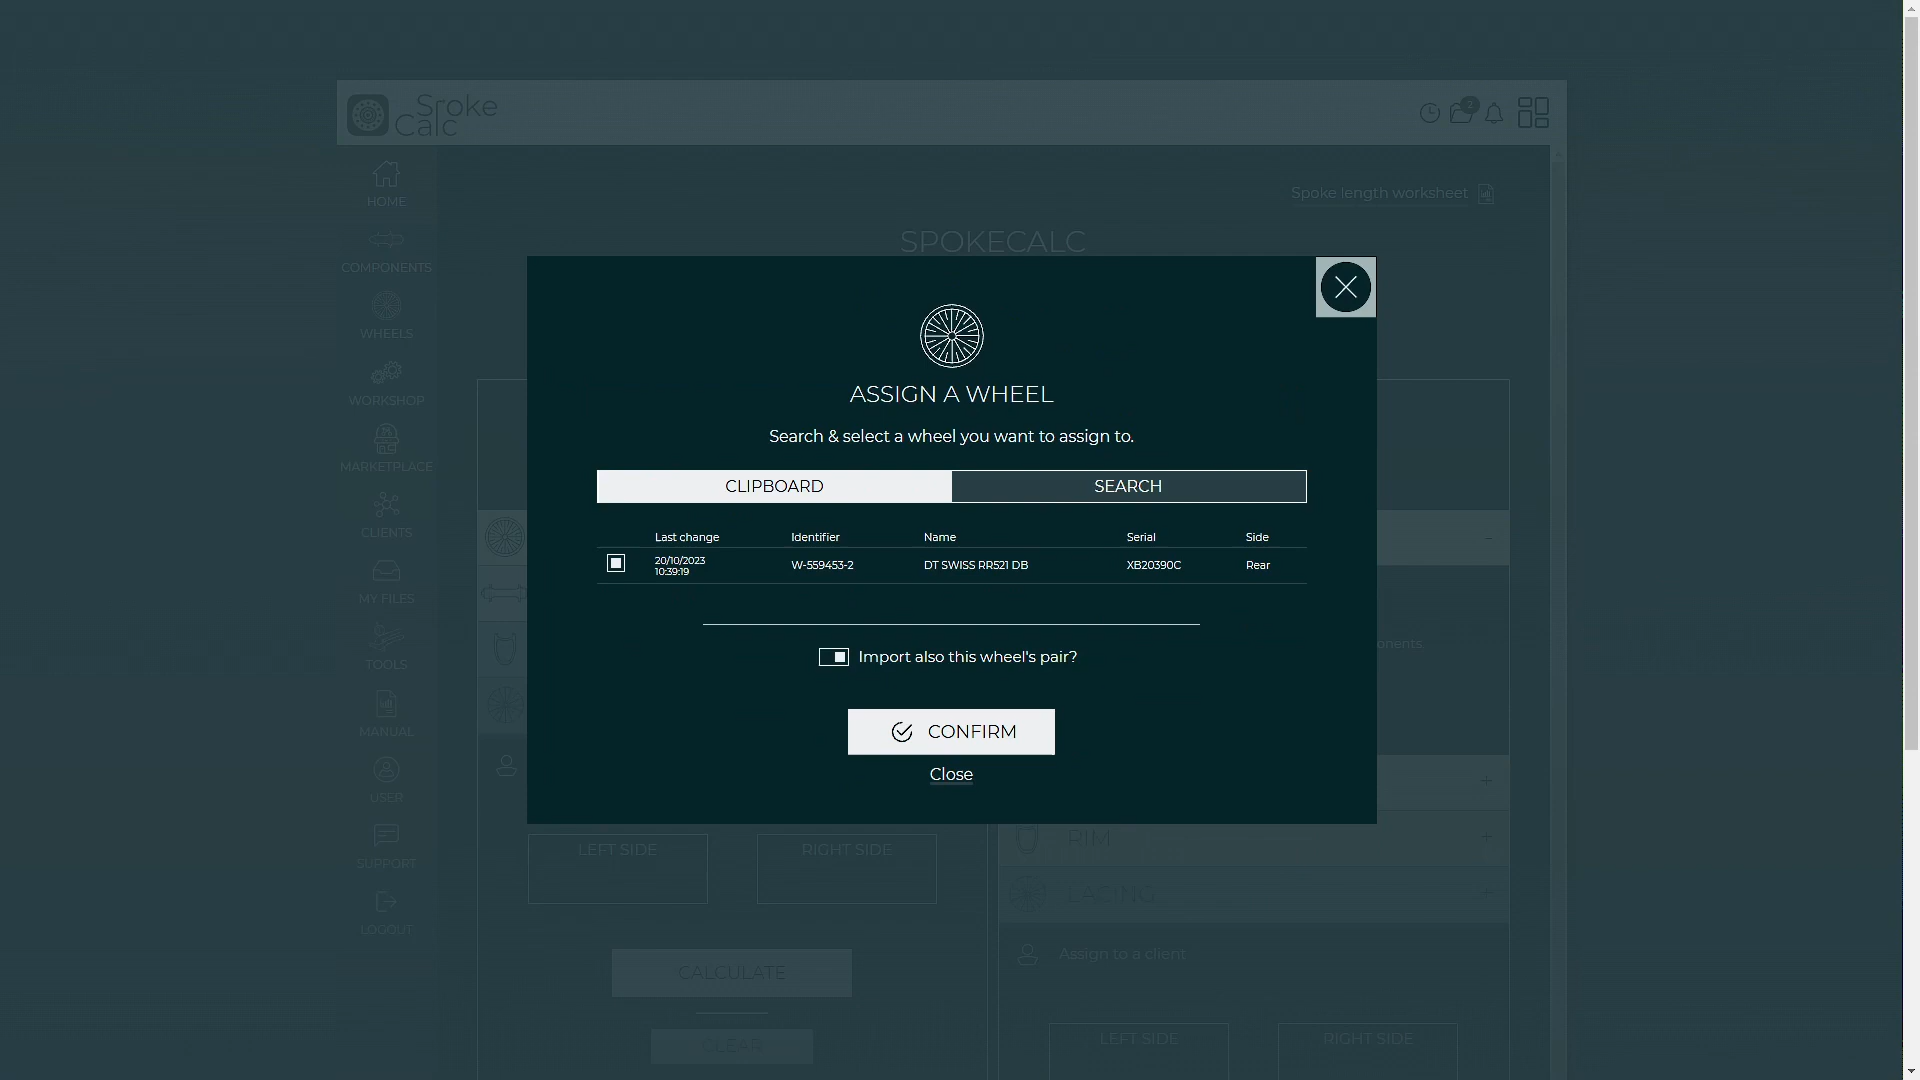 Spoke
Calc
2
Spoke length worksheet
SPOKECALC
HOME
COMPONENTS
WHEELS
WORKSHOP
MARKETPLACE
CLIENTS
MY FILES
TOOLS
MANUAL
USER
SUPPORT
LOGOUT
ASSIGN A WHEEL
Search & select a wheel you want to assign to.
CLIPBOARD SEARCH
Last change Identifier Name Serial Side
20/10/2023
10:39:19
W-559453-2 DT SWISS RR521 DB XB20390C Rear
Import also this wheel's pair?
CONFIRM
Close
LEFT SIDE RIGHT SIDE
CALCULATE
CLEAR
RIM
LACING
Assign to a client
LEFT SIDE RIGHT SIDE